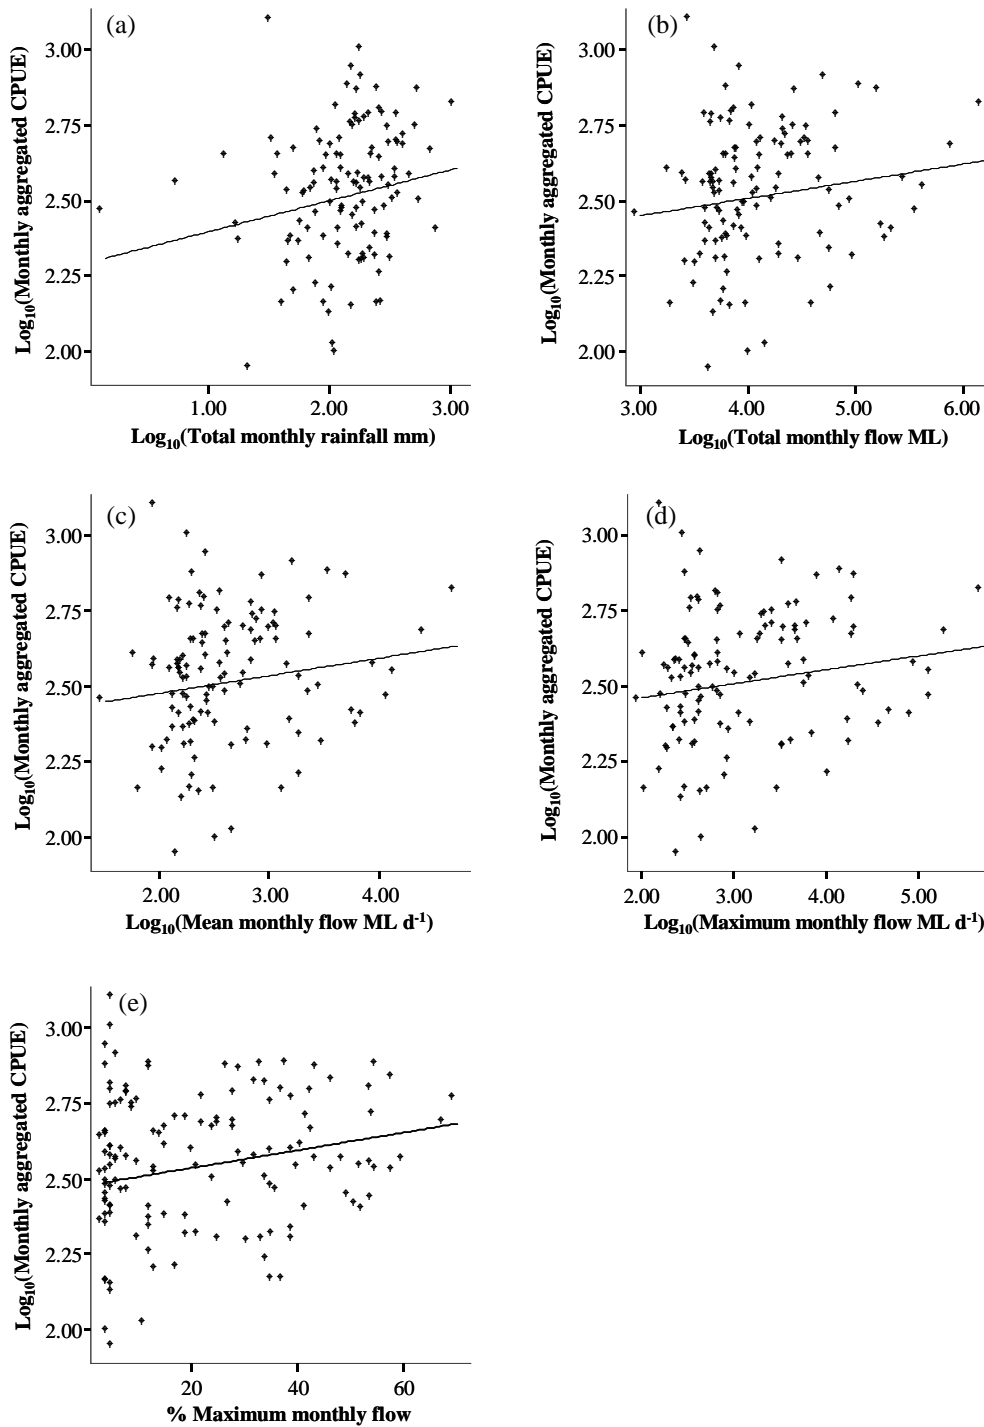 (a)
3.00
2.75
2.50
2.25
2.00
Log10(Monthly aggregated CPUE)
1.00 2.00 3.00
Log10(Total monthly rainfall mm)
(b)
3.00
2.75
2.50
2.25
2.00
Log10(Monthly aggregated CPUE)
3.00 4.00 5.00 6.00
Log10(Total monthly flow ML)
(c)
3.00
2.75
2.50
2.25
2.00
Log10(Monthly aggregated CPUE)
2.00 3.00 4.00
Log10(Mean monthly flow ML d-1)
(d)
3.00
2.75
2.50
2.25
2.00
Log10(Monthly aggregated CPUE)
2.00 3.00 4.00 5.00
Log10(Maximum monthly flow ML d-1)
(e)
3.00
2.75
2.50
2.25
2.00
Log10(Monthly aggregated CPUE)
20 40 60
% Maximum monthly flow